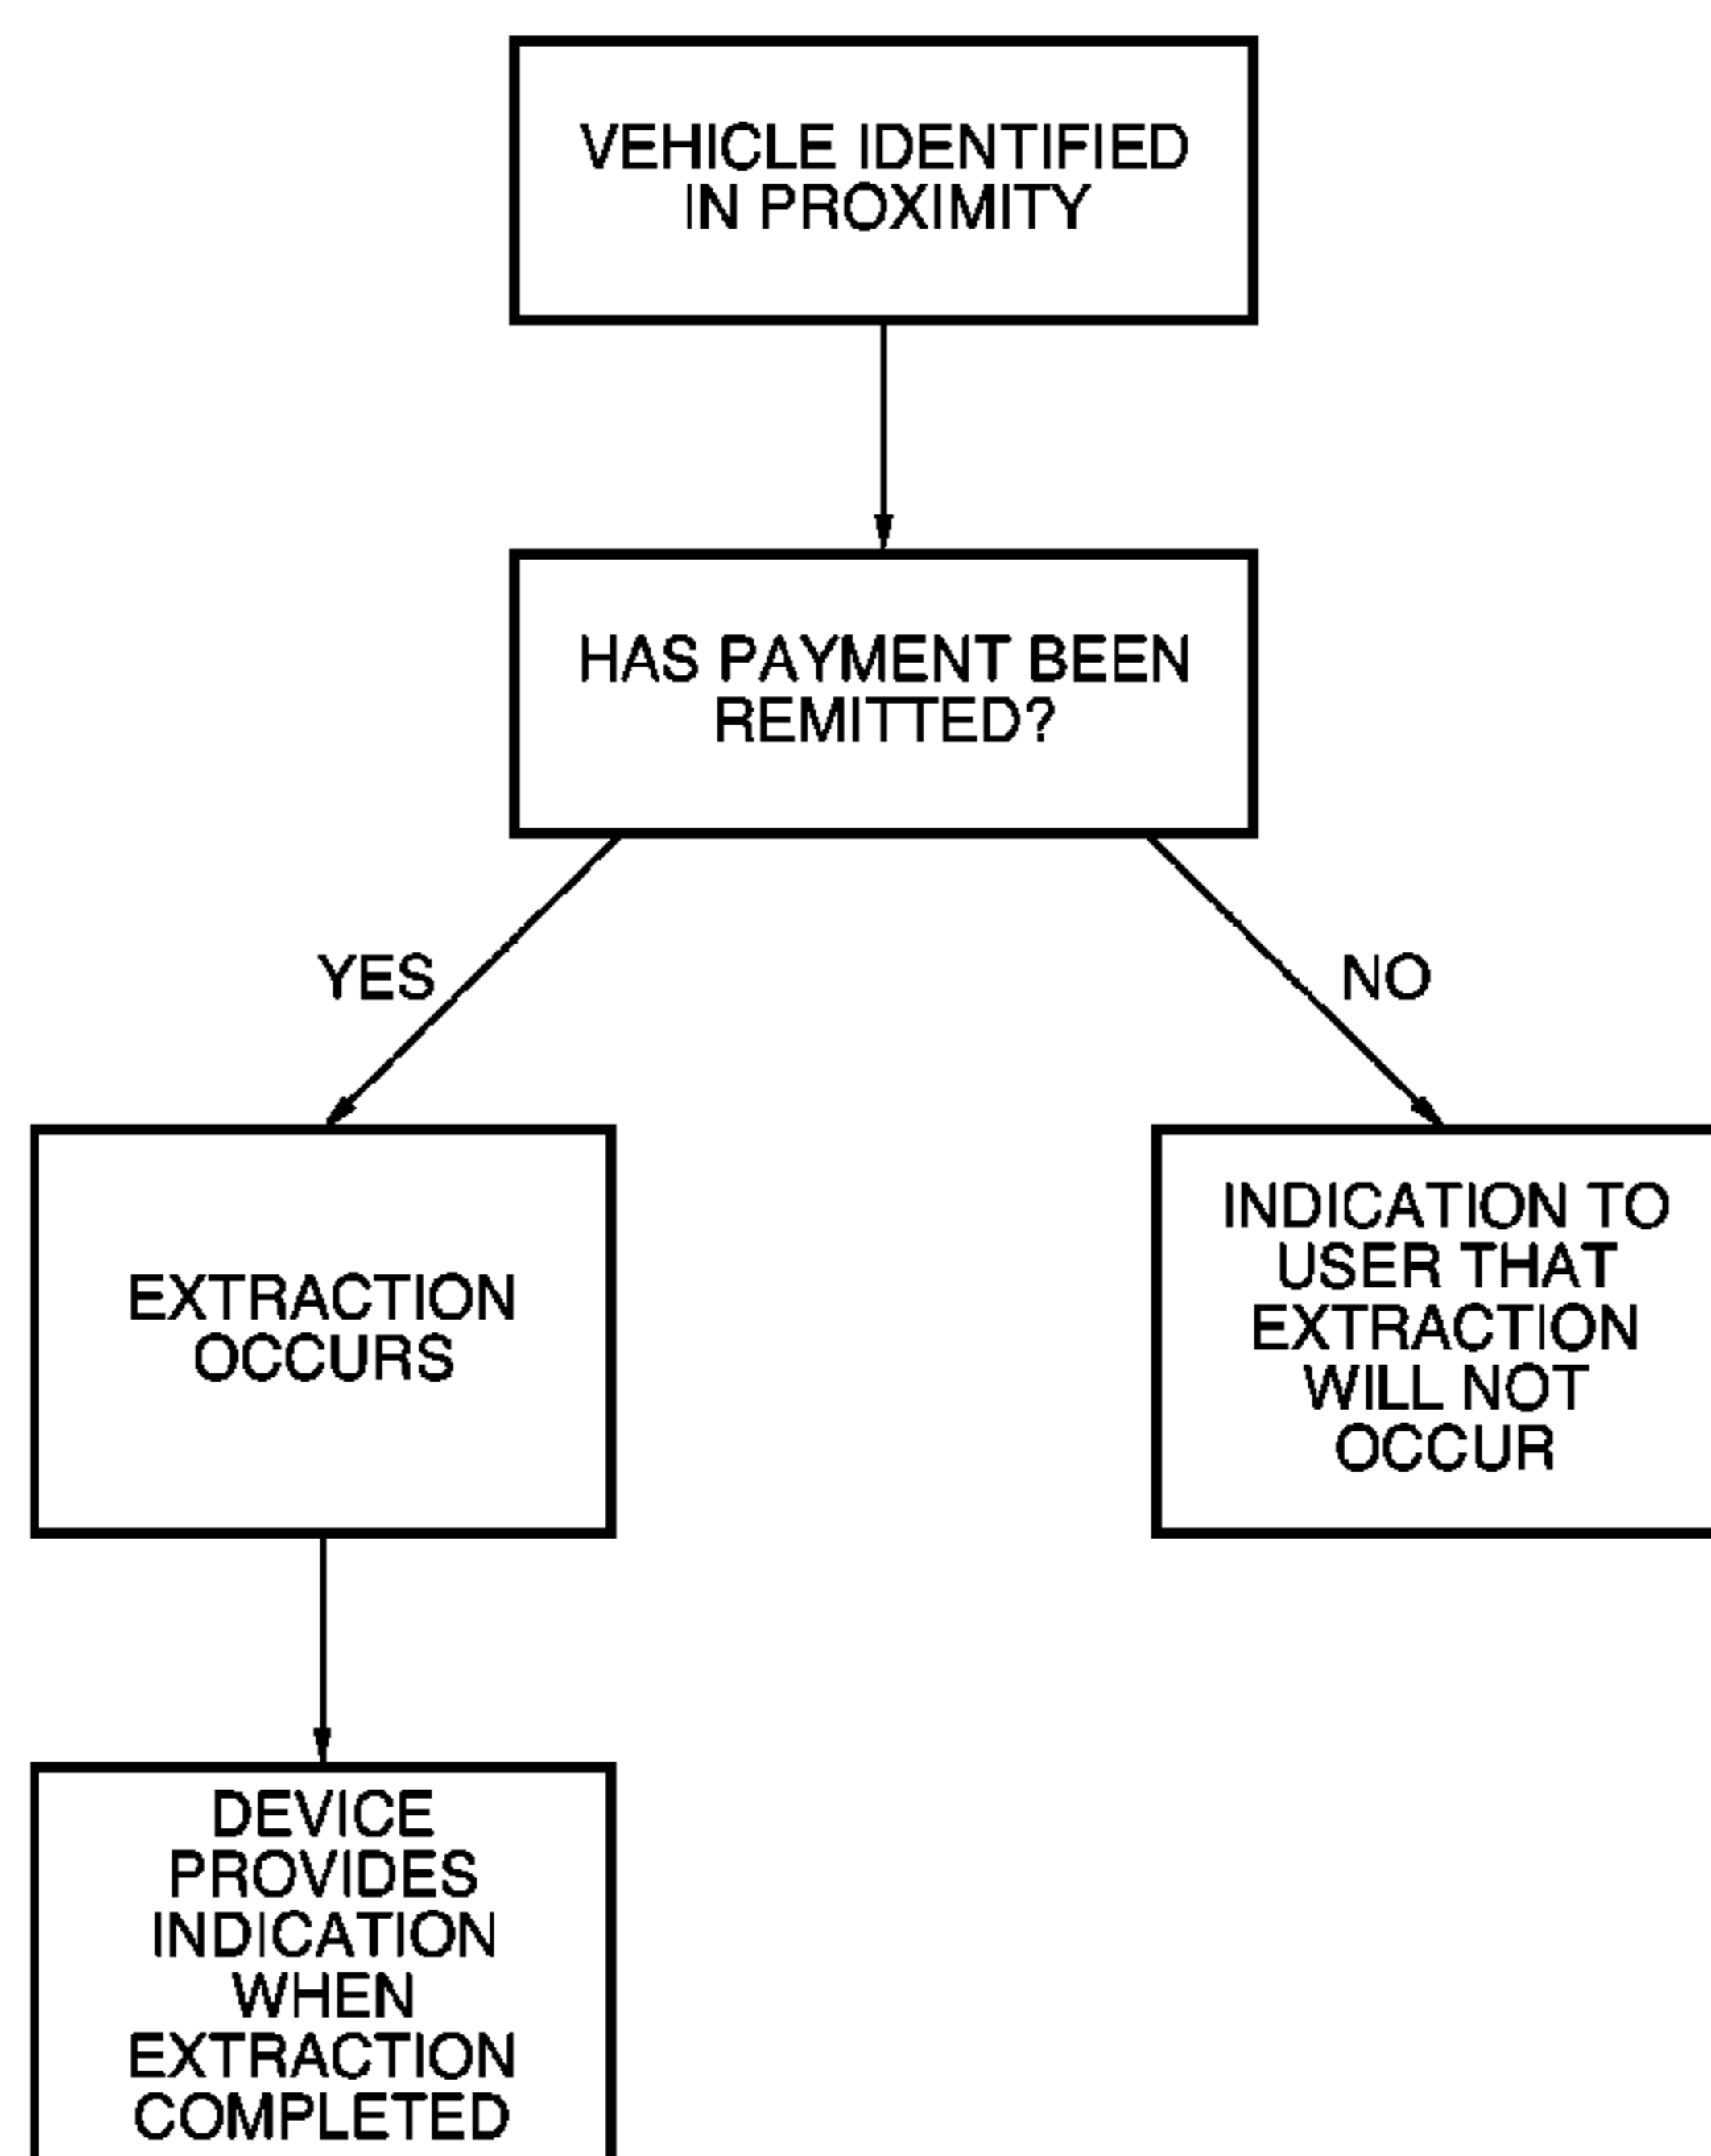 VEHICLE IDENTIFIED
IN PROXIMITY
HAS PAYMENT BEEN
REMITTED?
YES
NO
EXTRACTION
OCCURS
INDICATION TO
USER THAT
EXTRACTION
WILL NOT
OCCUR
DEVICE
PROVIDES
INDICATION
WHEN
EXTRACTION
COMPLETED